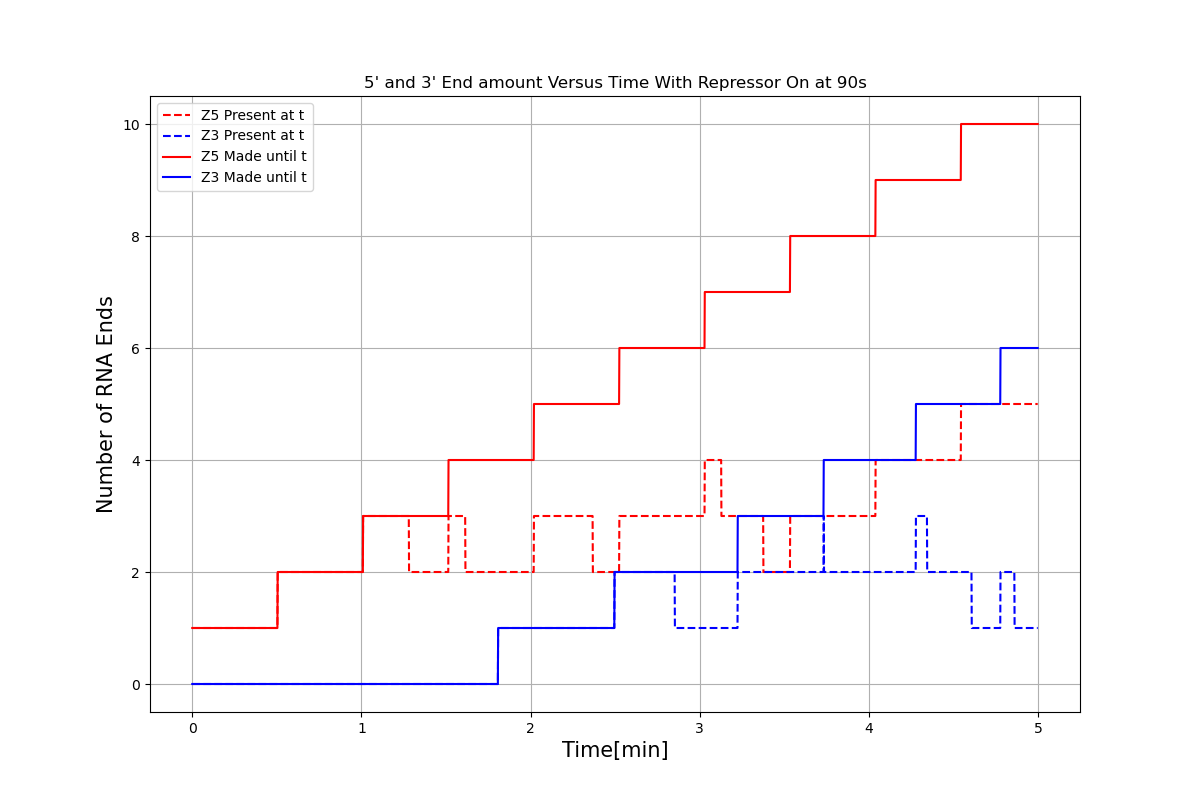 5' and 3' End amount Versus Time With Repressor On at 90s
Z5 Present at t
Z3 Present at t
Z5 Made until t
Z3 Made until t
10
8
6
4
2
0
Number of RNA Ends
0 1 2 3 4 5
Time[min]